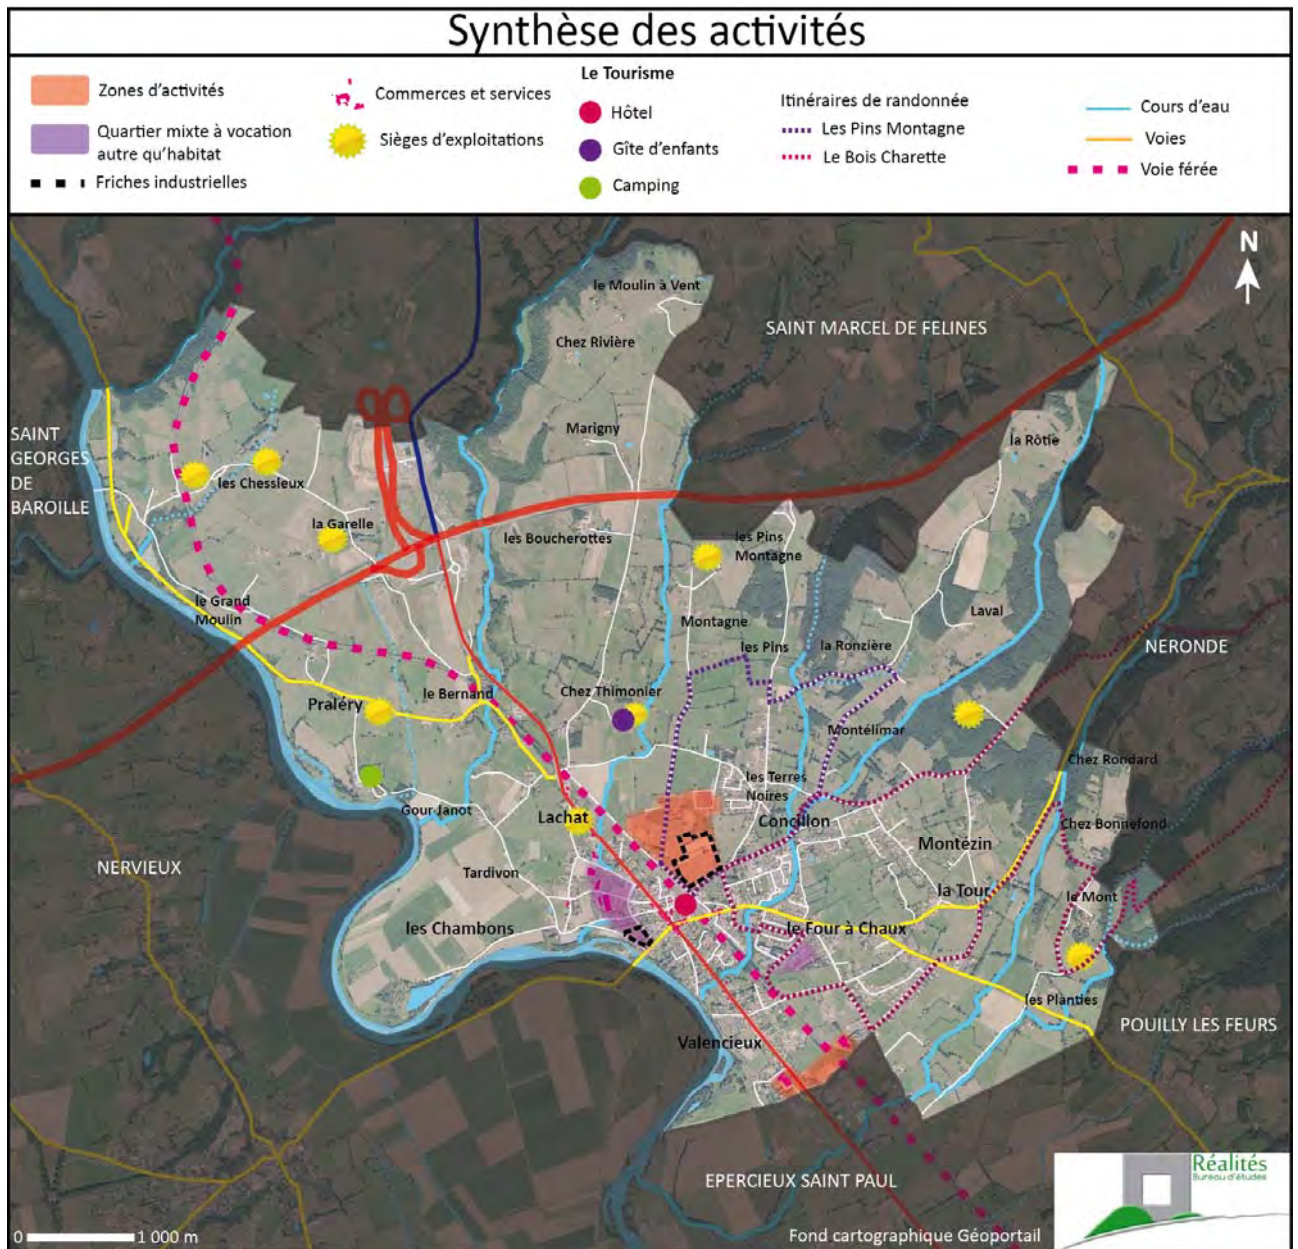 Synthèse des activités
Zones d'activités
Quartier mixte à vocation
autre qu'habitat
Friches industrielles
Commerces et services
Sièges d'exploitations
Le Tourisme
Hôtel
Gîte d'enfants
Camping
Itinéraires de randonnée
Les Pins Montagne
Le Bois Charette
Cours d'eau
Voies
Voie férée
N
le Moulin à Vent
SAINT MARCEL DE FELINES
Chez Rivière
Marigny
SAINT
GEORGES
DE
BAROILLE
la Rôtie
les Chessieux
la Garelle
les Boucherottes
les Pins
Montagne
le Grand
Moulin
Montagne
Laval
les Pins
la Ronzière
NERONDE
le Bernand
Chez Thimonier
Praléry
Montélimar
Chez Rondard
les Terres
Noires
Gour Janot
Lachat
Concillon
Chez Bonnefond
Montézin
NERVIEUX
Tardivon
la Tour
le Mont
les Chambons
le Four à Chaux
les Planties
Valencieux
POUILLY LES FEURS
EPERCIEUX SAINT PAUL
Réalités
Bureau d'études
0
1 000 m
Fond cartographique Géoportail